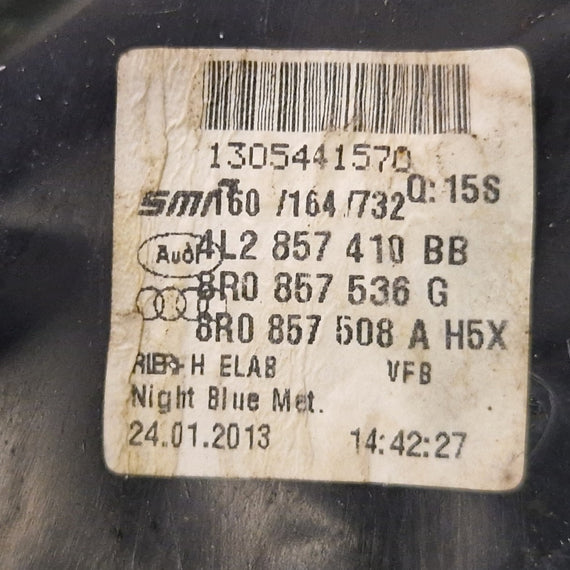 1305441570
smr 160 /164 /732 Q: 15S
Audi 4L2 857 410 BB
8R0 857 536 G
8R0 857 508 A H5X
ELAB VFB
Night Blue Met.
24.01.2013 14:42:27